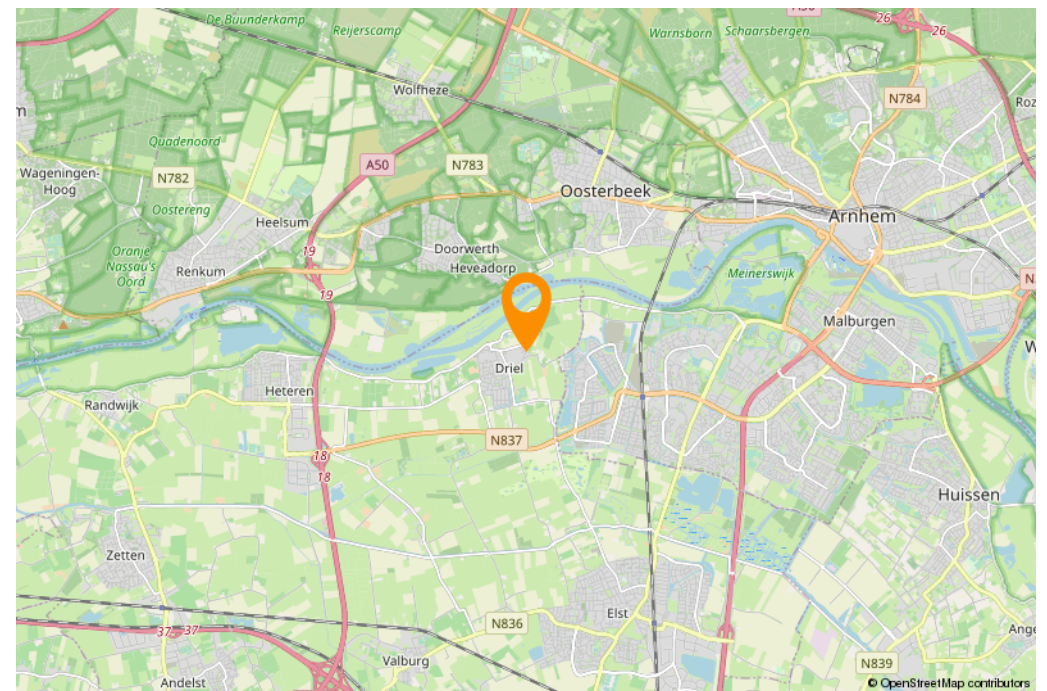 De Buunderkamp
Reijerscamp
26
26
Warnsborn
Schaarsbergen
Wolfheze
N784
Quadenoord
A50
N783
Wageningen-
Hoog
N782
Oosterbeek
Oostereng
Heelsum
Arnhem
Oranje
Nassau's
Oord
19
Doorwerth
Renkum
Heveadorp
Meinerswijk
19
Malburgen
Driel
Heteren
Randwijk
N837
18
18
Huissen
Zetten
Elst
N836
37
37
Valburg
N839
Andelst
© OpenStreetMap contributors